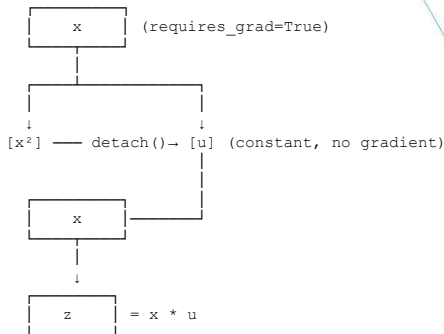 x (requires_grad=True)
[x²] ─── detach()→ [u] (constant, no gradient)
x
z = x * u